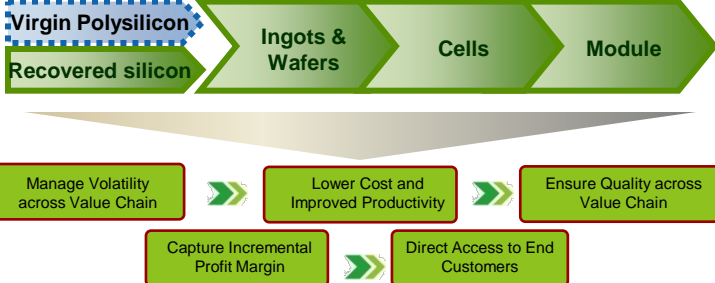 Virgin Polysilicon
Recovered silicon
Ingots &
Wafers
Cells
Module
Manage Volatility
across Value Chain
Lower Cost and
Improved Productivity
Ensure Quality across
Value Chain
Capture Incremental
Profit Margin
Direct Access to End
Customers